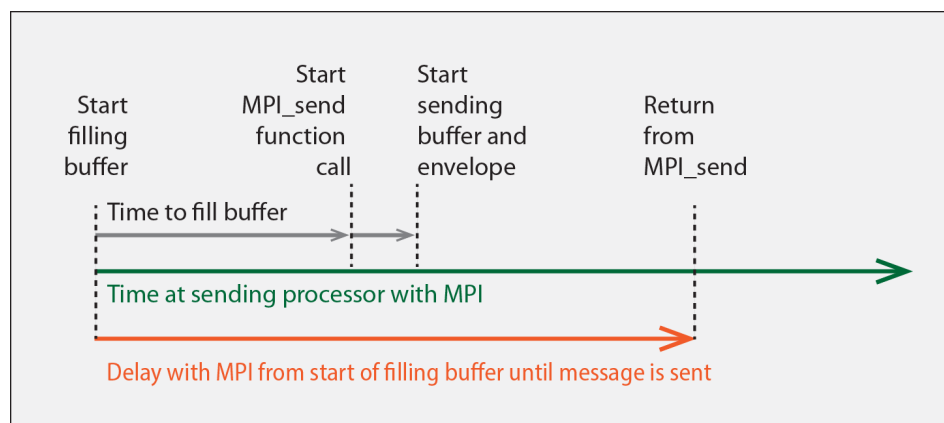 Start
filling
buffer
Start
MPI_send
function
call
Start
sending
buffer and
envelope
Return
from
MPI_send
Time to fill buffer
Time at sending processor with MPI
Delay with MPI from start of filling buffer until message is sent